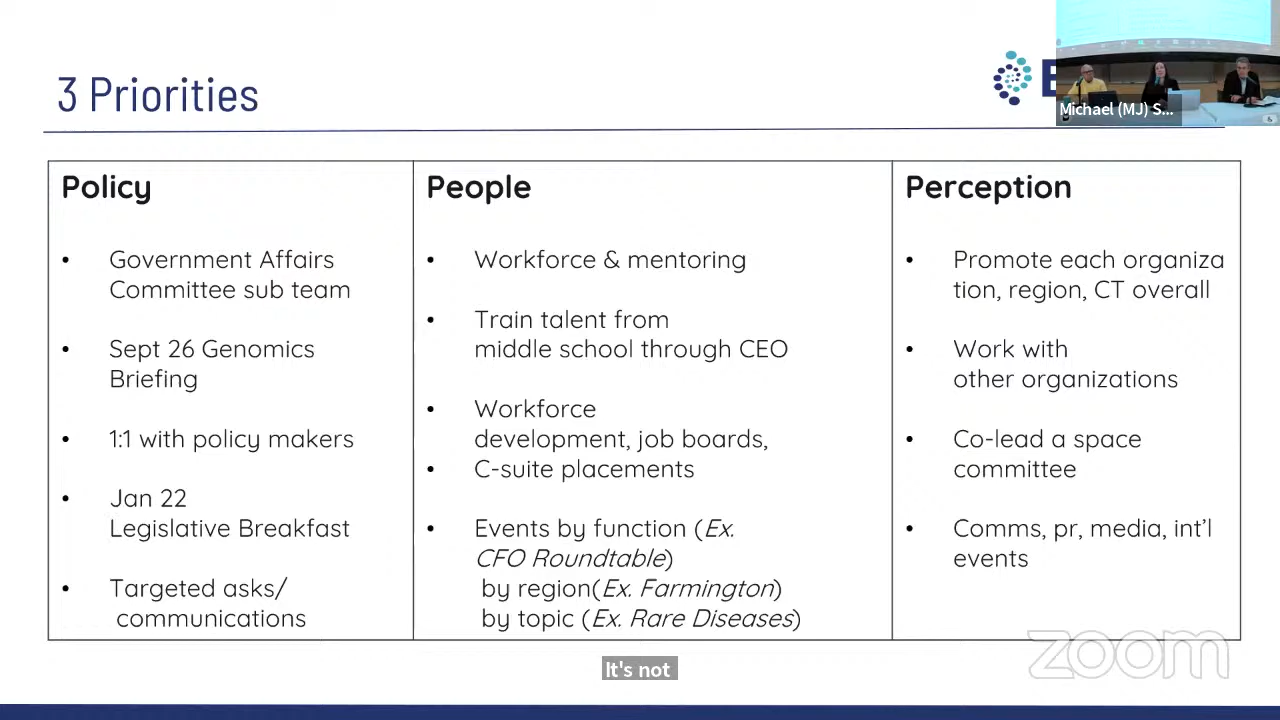 3 Priorities
Michael (MJ) S...
Policy
• Government Affairs
Committee sub team
• Sept 26 Genomics
Briefing
• 1:1 with policy makers
• Jan 22
Legislative Breakfast
• Targeted asks/
communications
People
• Workforce & mentoring
• Train talent from
middle school through CEO
• Workforce
development, job boards,
• C-suite placements
• Events by function (Ex.
CFO Roundtable)
by region(Ex. Farmington)
by topic (Ex. Rare Diseases)
Perception
• Promote each organiza
tion, region, CT overall
• Work with
other organizations
• Co-lead a space
committee
• Comms, pr, media, int'l
events
zoom
It's not